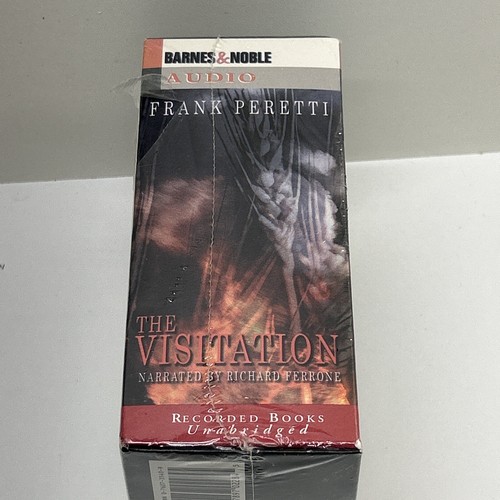 BARNES&NOBLE
AUDIO
FRANK PERETTI
THE
VISITATION
NARRATED BY RICHARD FERRONE
RECORDED BOOKS
Unabridged